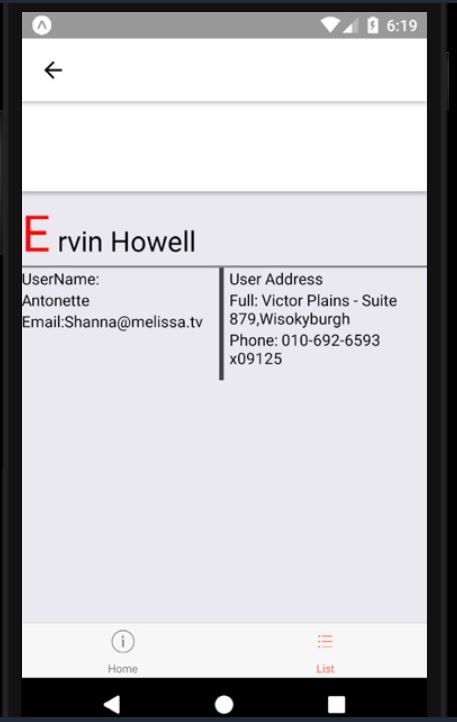 6:19
Ervin Howell
UserName:
Antonette
Email:Shanna@melissa.tv
User Address
Full: Victor Plains - Suite
879,Wisokyburgh
Phone: 010-692-6593
x09125
Home
List